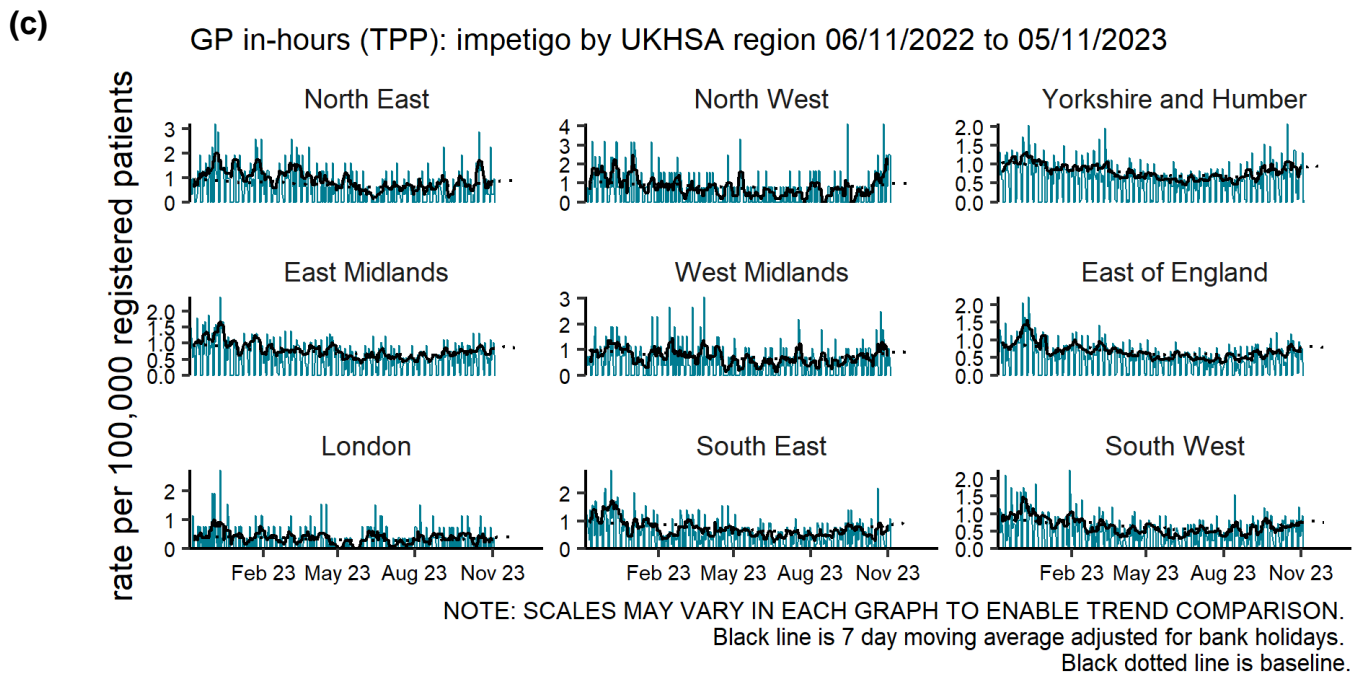 (c)
GP in-hours (TPP): impetigo by UKHSA region 06/11/2022 to 05/11/2023
rate per 100,000 registered patients
North East
3
2
1
0
North West
4
3
2
1
0
Yorkshire and Humber
2.0
1.5
1.0
0.5
0.0
East Midlands
2.0
1.5
1.0
0.5
0.0
West Midlands
3
2
1
0
East of England
2.0
1.5
1.0
0.5
0.0
London
2
1
0
South East
2
1
0
South West
2.0
1.5
1.0
0.5
0.0
Feb 23 May 23 Aug 23 Nov 23
Feb 23 May 23 Aug 23 Nov 23
Feb 23 May 23 Aug 23 Nov 23
NOTE: SCALES MAY VARY IN EACH GRAPH TO ENABLE TREND COMPARISON.
Black line is 7 day moving average adjusted for bank holidays.
Black dotted line is baseline.